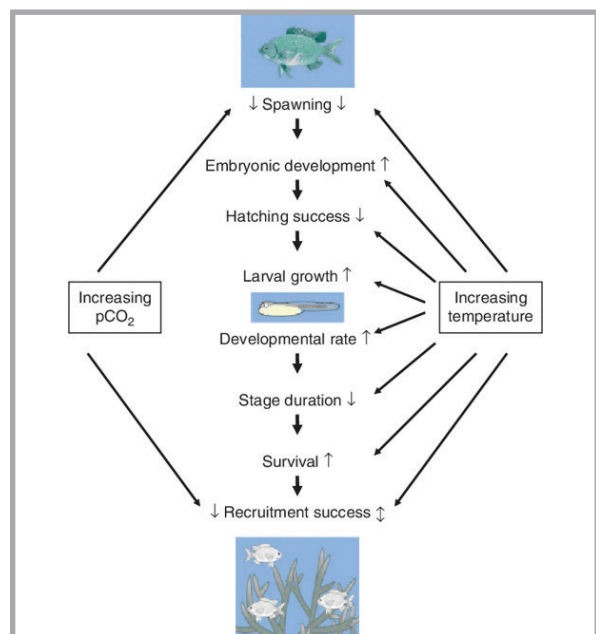 ↓ Spawning ↓
Embryonic development ↑
Hatching success ↓
Larval growth ↑
Increasing
pCO₂
Increasing
temperature
Developmental rate ↑
Stage duration ↓
Survival ↑
↓ Recruitment success ↕